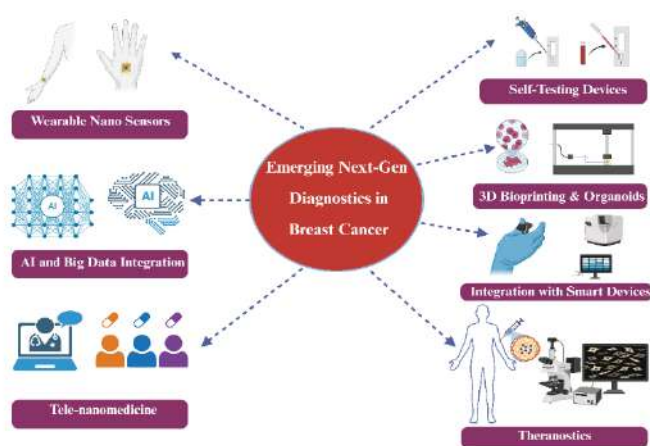 Emerging Next-Gen
Diagnostics in
Breast Cancer
Wearable Nano Sensors
AI
AI
AI and Big Data Integration
Tele-nanomedicine
Self-Testing Devices
3D Bioprinting & Organoids
Integration with Smart Devices
Theranostics